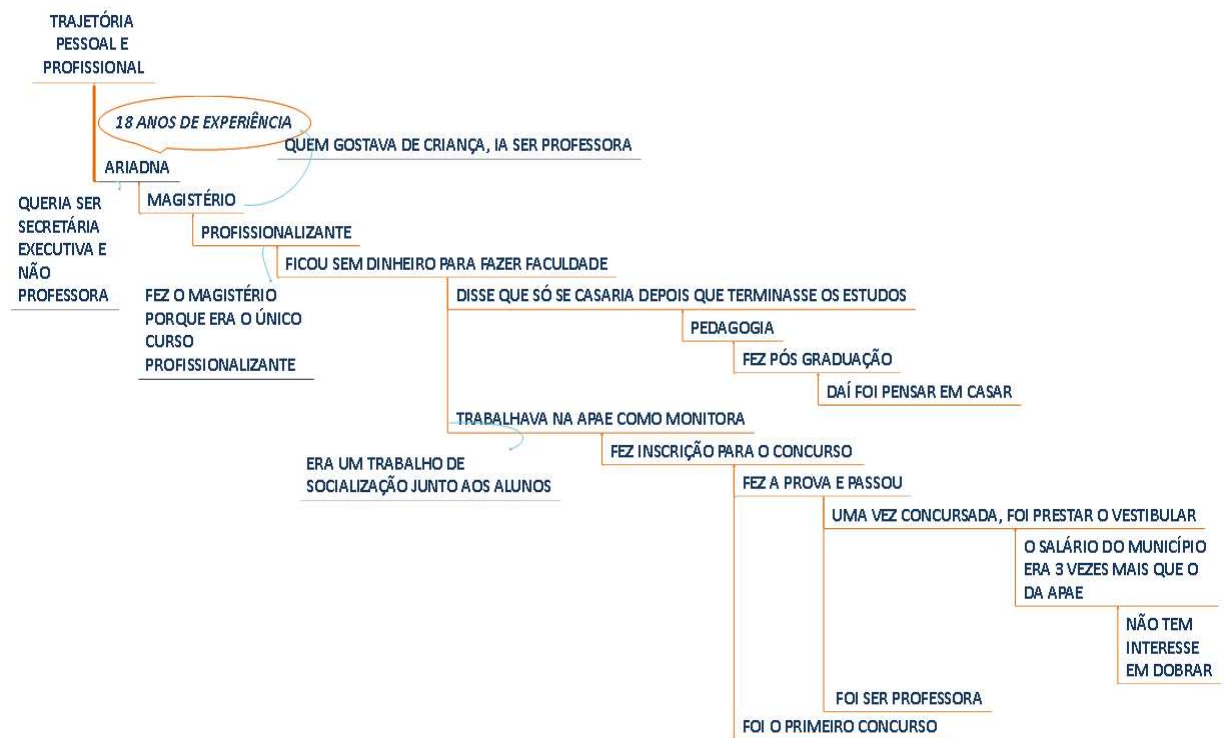 TRAJETÓRIA
PESSOAL E
PROFISSIONAL
18 ANOS DE EXPERIÊNCIA
QUEM GOSTAVA DE CRIANÇA, IA SER PROFESSORA
ARIADNA
QUERIA SER
SECRETÁRIA
EXECUTIVA E
NÃO
PROFESSORA
MAGISTÉRIO
PROFISSIONALIZANTE
FICOU SEM DINHEIRO PARA FAZER FACULDADE
FEZ O MAGISTÉRIO
PORQUE ERA O ÚNICO
CURSO
PROFISSIONALIZANTE
DISSE QUE SÓ SE CASARIA DEPOIS QUE TERMINASSE OS ESTUDOS
PEDAGOGIA
FEZ PÓS GRADUAÇÃO
DAÍ FOI PENSAR EM CASAR
TRABALHAVA NA APAE COMO MONITORA
ERA UM TRABALHO DE
SOCIALIZAÇÃO JUNTO AOS ALUNOS
FEZ INSCRIÇÃO PARA O CONCURSO
FEZ A PROVA E PASSOU
UMA VEZ CONCURSADA, FOI PRESTAR O VESTIBULAR
O SALÁRIO DO MUNICÍPIO
ERA 3 VEZES MAIS QUE O
DA APAE
NÃO TEM
INTERESSE
EM DOBRAR
FOI SER PROFESSORA
FOI O PRIMEIRO CONCURSO